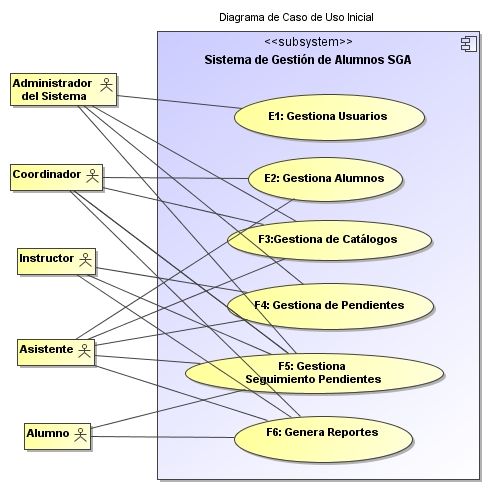 Diagrama de Caso de Uso Inicial
<<subsystem>>
Sistema de Gestión de Alumnos SGA
Administrador
del Sistema
E1: Gestiona Usuarios
Coordinador
E2: Gestiona Alumnos
F3:Gestiona de Catálogos
Instructor
F4: Gestiona de Pendientes
Asistente
F5: Gestiona
Seguimiento Pendientes
Alumno
F6: Genera Reportes